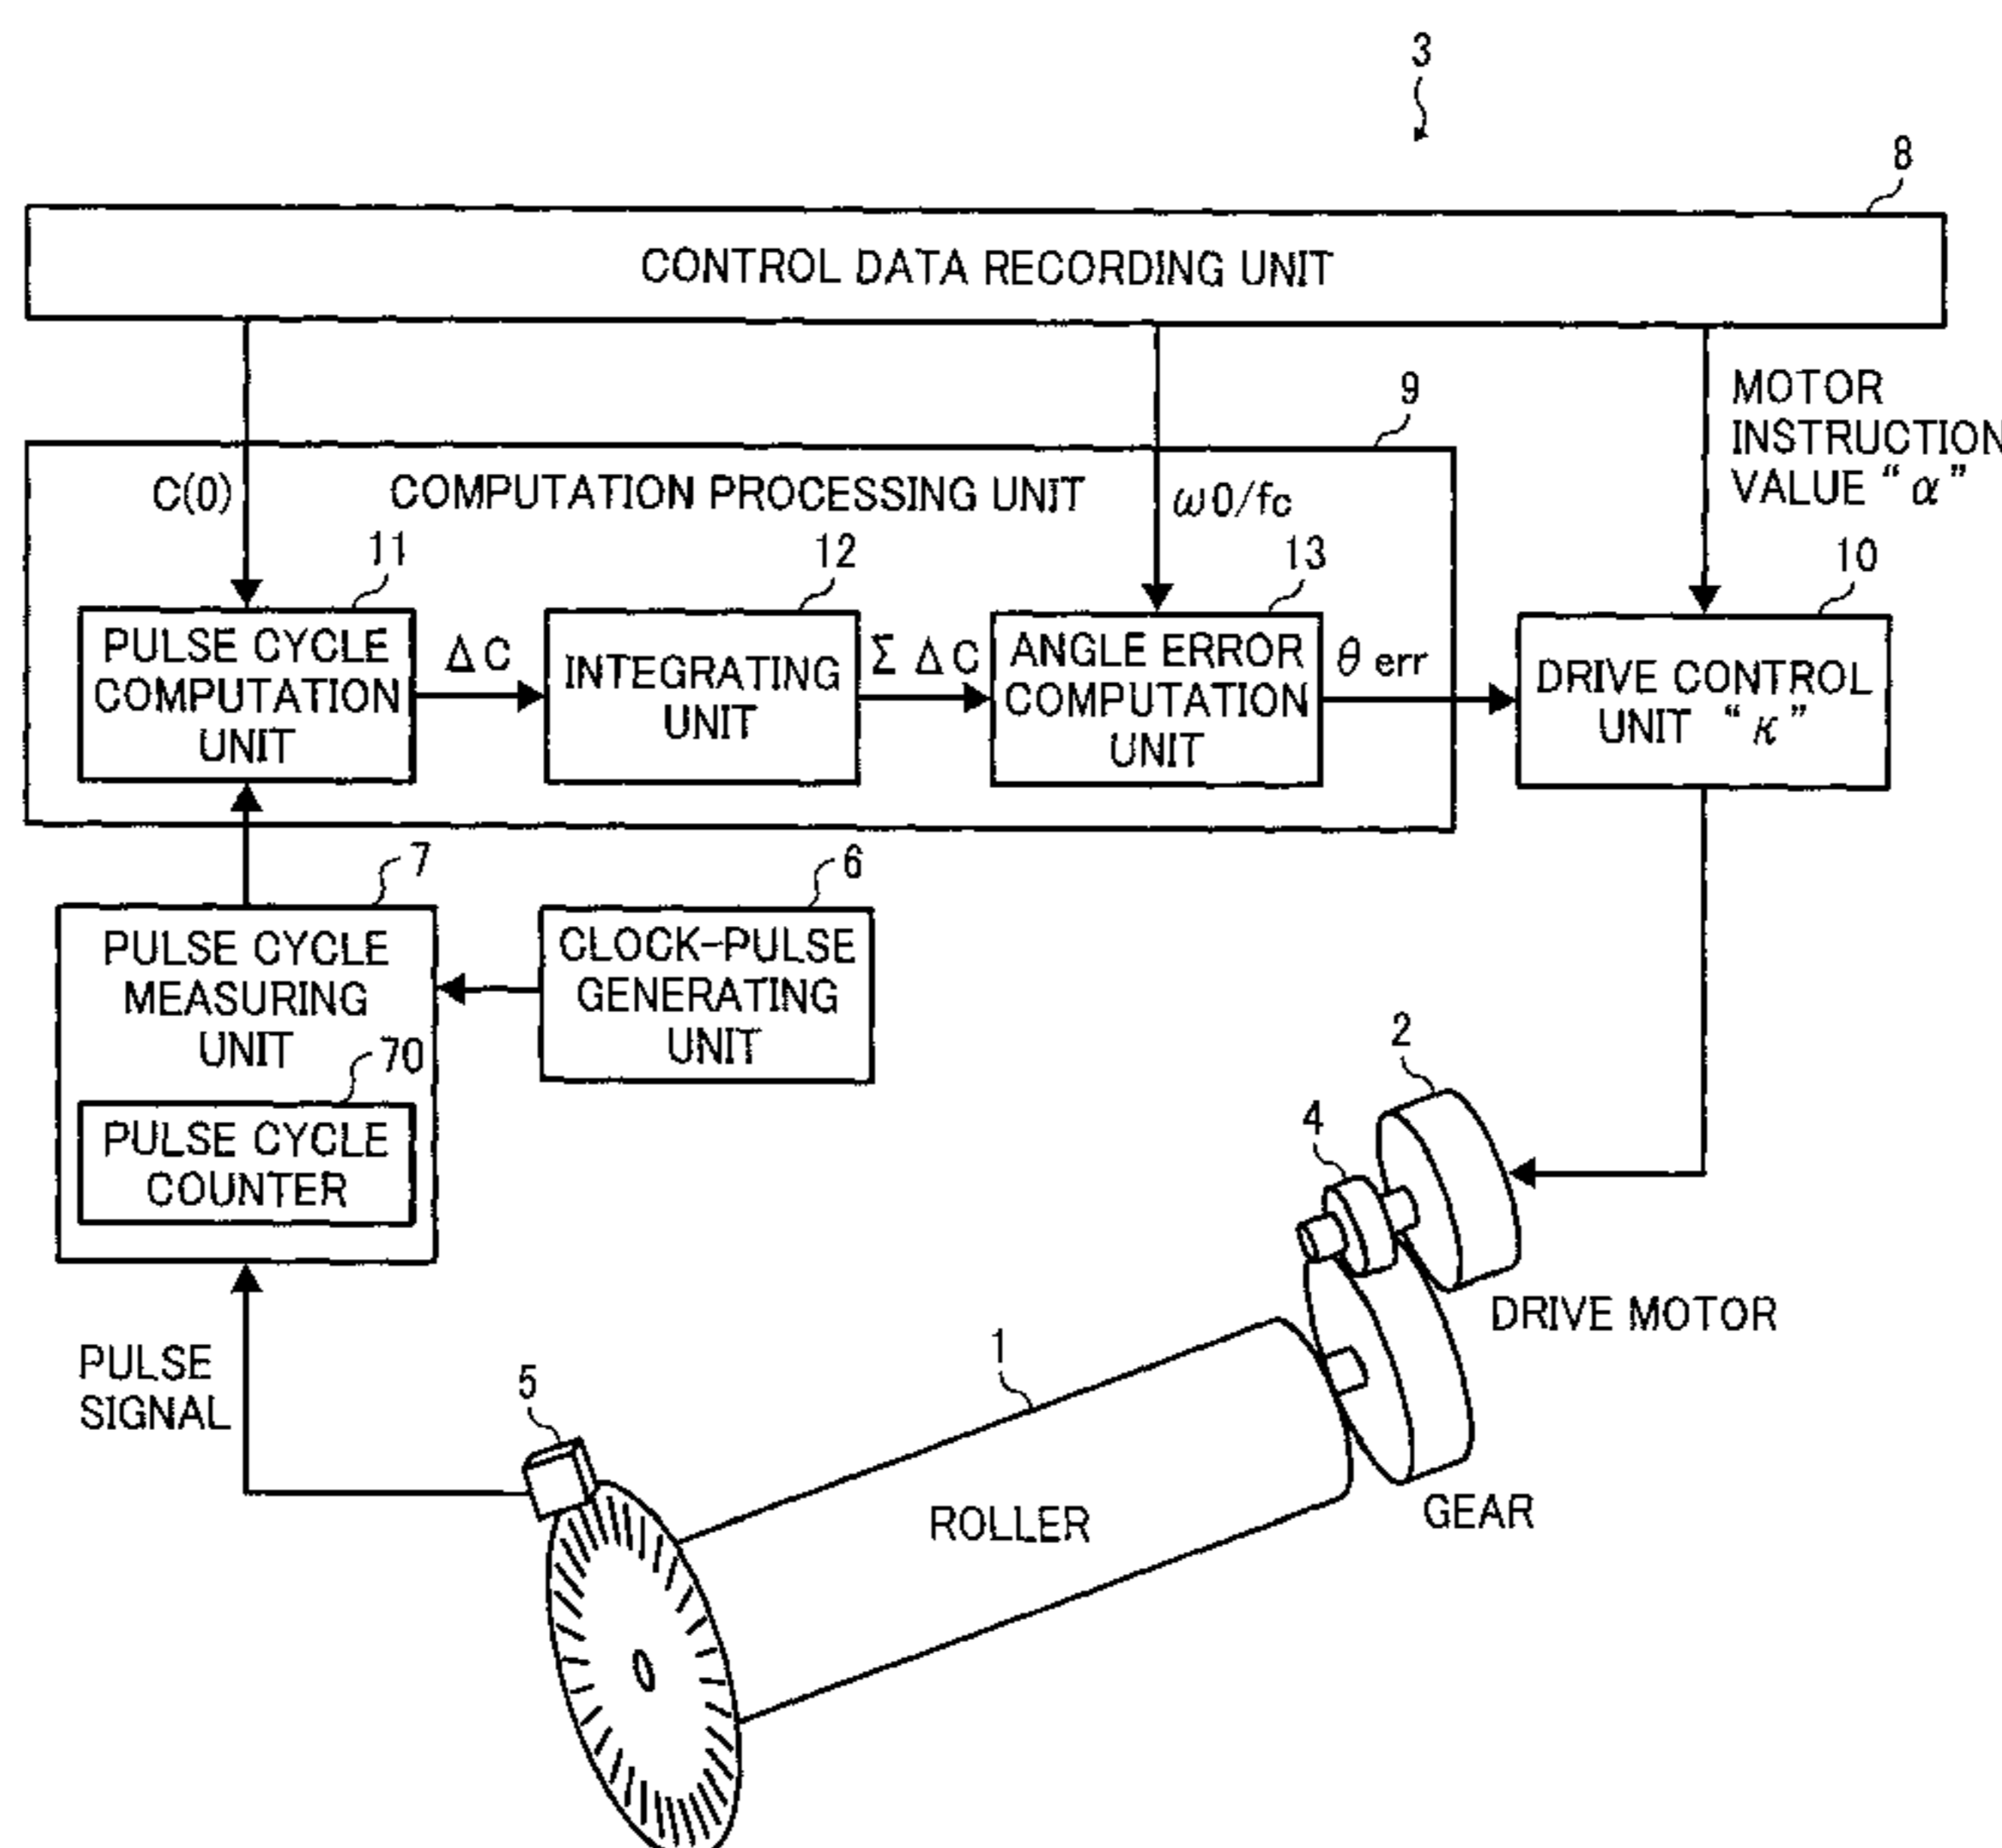 3
8
CONTROL DATA RECORDING UNIT
9
MOTOR
INSTRUCTION
VALUE "α"
C(0)
COMPUTATION PROCESSING UNIT
ω0/fc
11
12
13
10
PULSE CYCLE
COMPUTATION
UNIT
ΔC
INTEGRATING
UNIT
Σ ΔC
ANGLE ERROR
COMPUTATION
UNIT
θ err
DRIVE CONTROL
UNIT "κ"
7
6
PULSE CYCLE
MEASURING
UNIT
CLOCK-PULSE
GENERATING
UNIT
70
PULSE CYCLE
COUNTER
2
4
DRIVE MOTOR
PULSE
SIGNAL
5
1
ROLLER
GEAR